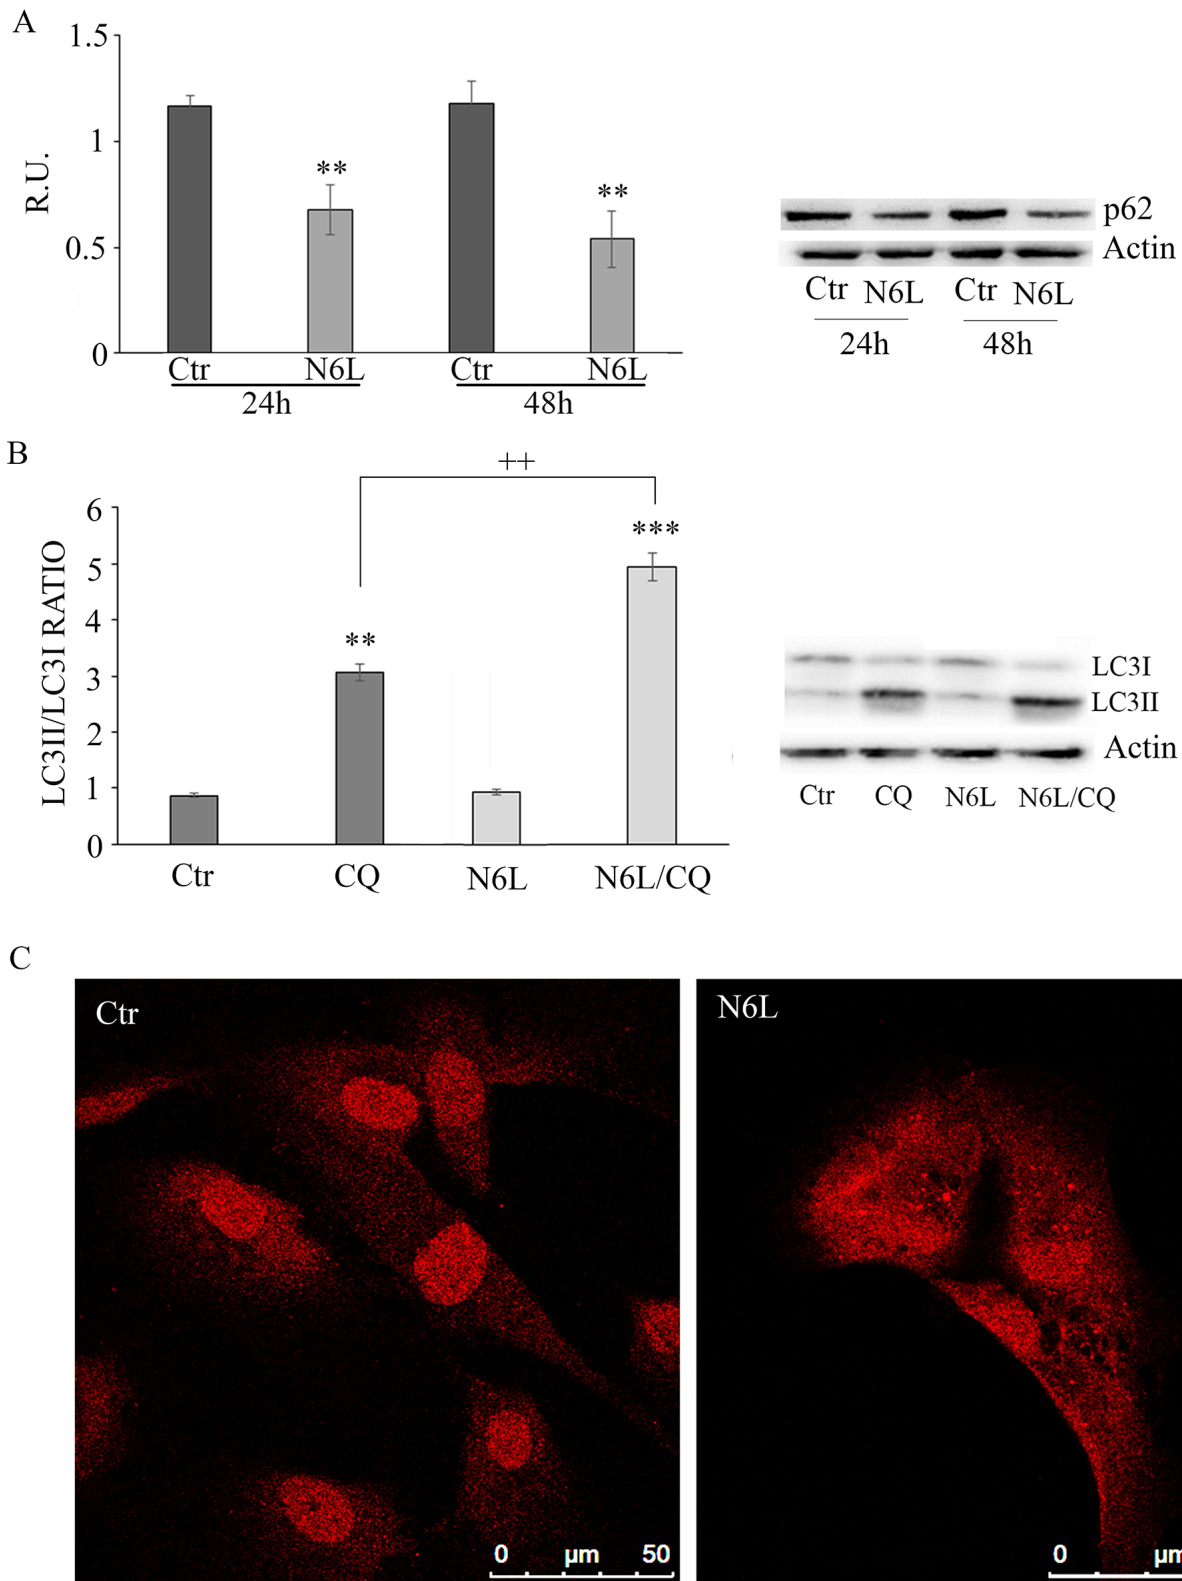 A
1.5
1
0.5
0
R.U.
**
**
Ctr
N6L
Ctr
N6L
24h
48h
p62
Actin
Ctr
N6L
Ctr
N6L
24h
48h
B
++
6
5
4
3
2
1
0
LC3II/LC3I RATIO
**
***
Ctr
CQ
N6L
N6L/CQ
LC3I
LC3II
Actin
Ctr
CQ
N6L
N6L/CQ
C
Ctr
N6L
0 µm 50
0 µm